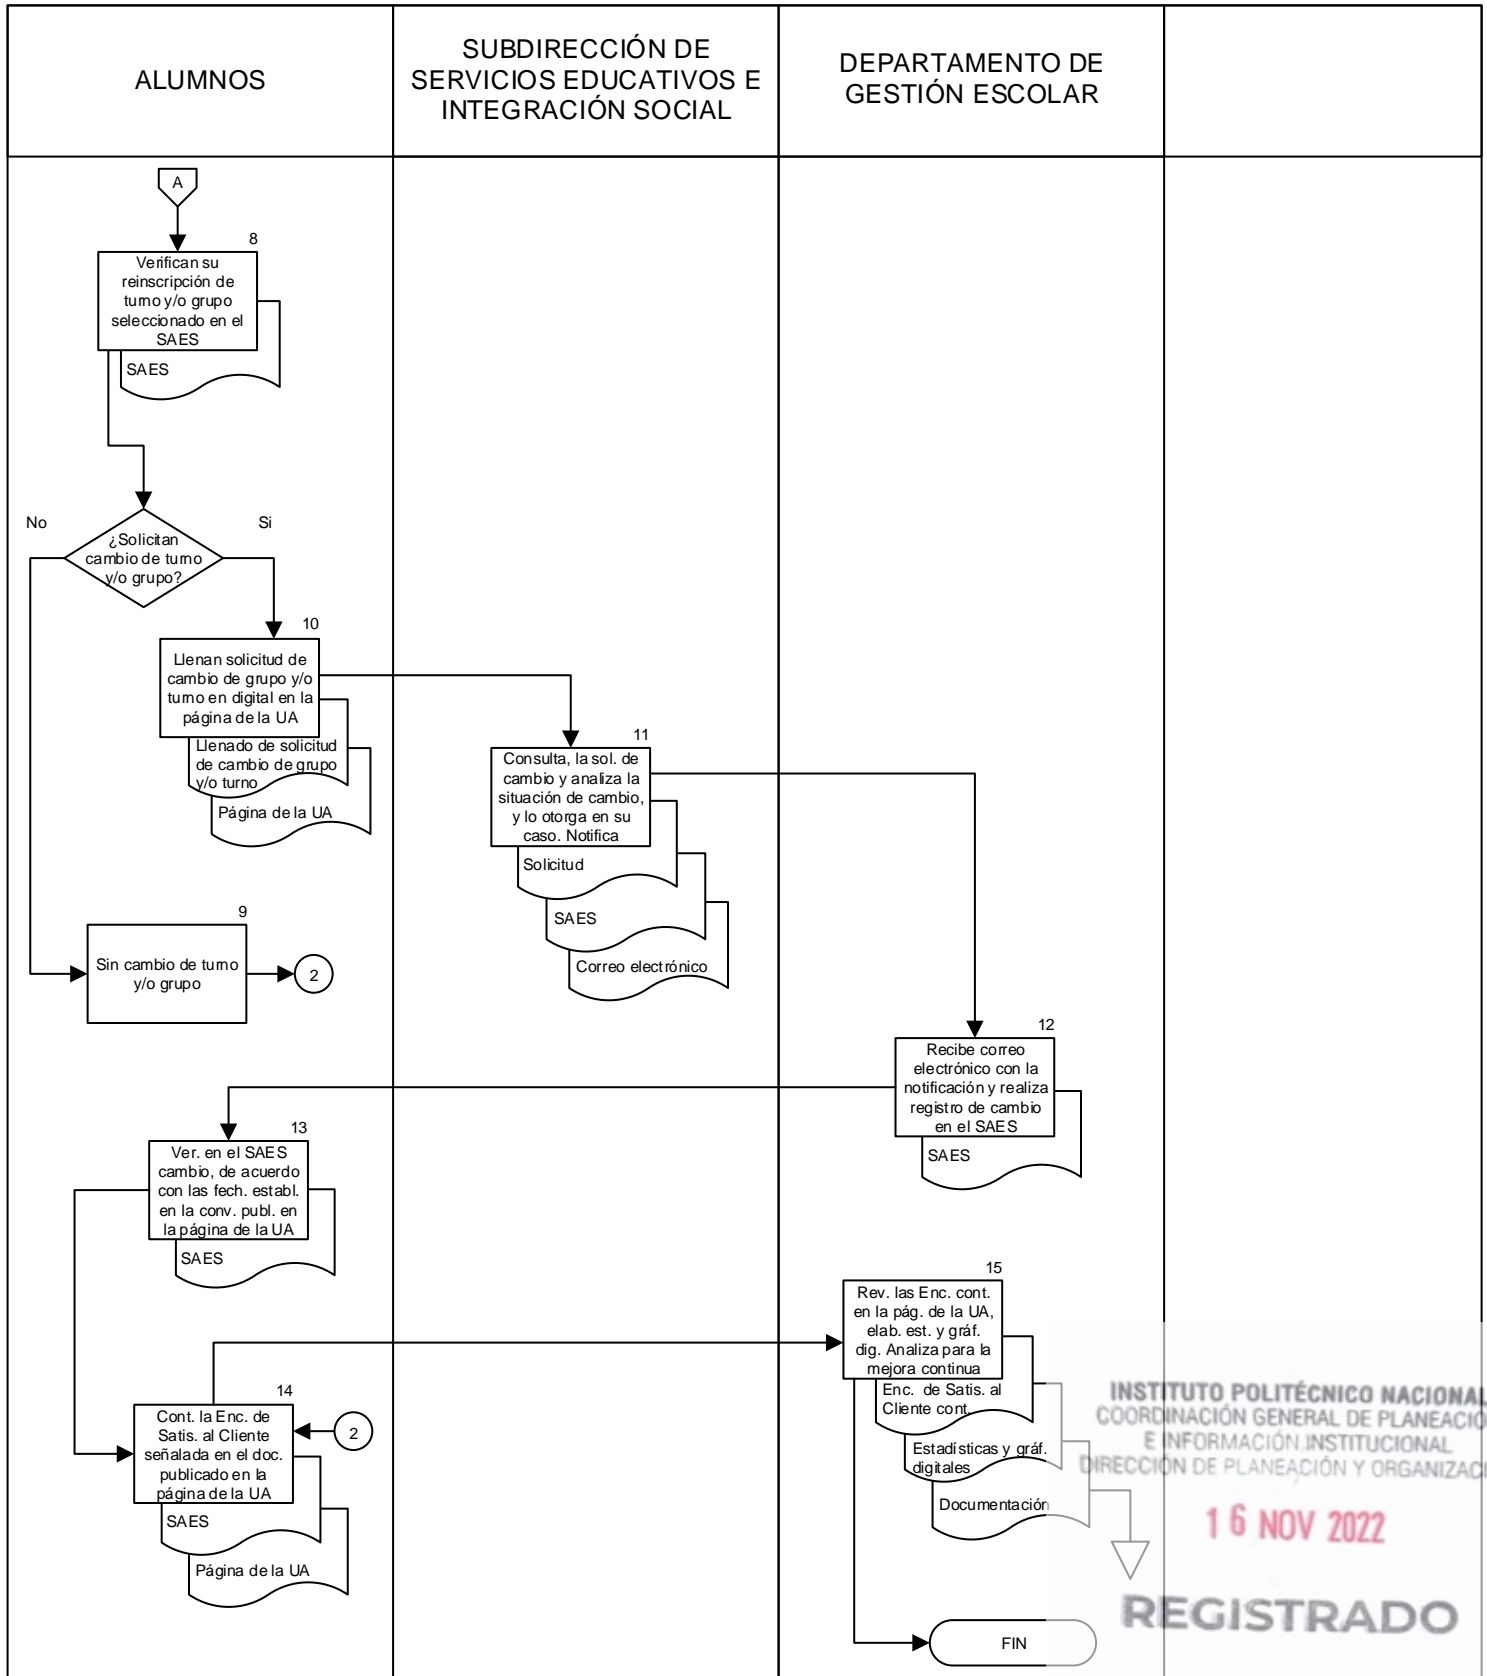 ALUMNOS
SUBDIRECCIÓN DE
SERVICIOS EDUCATIVOS E
INTEGRACIÓN SOCIAL
DEPARTAMENTO DE
GESTIÓN ESCOLAR
A
8
Verifican su
reinscripción de
turno y/o grupo
seleccionado en el
SAES
SAES
No
Si
¿Solicitan
cambio de turno
y/o grupo?
10
Llenan solicitud de
cambio de grupo y/o
turno en digital en la
página de la UA
Llenado de solicitud
de cambio de grupo
y/o turno
Página de la UA
11
Consulta, la sol. de
cambio y analiza la
situación de cambio,
y lo otorga en su
caso. Notifica
Solicitud
SAES
Correo electrónico
9
Sin cambio de turno
y/o grupo
2
12
Recibe correo
electrónico con la
notificación y realiza
registro de cambio
en el SAES
SAES
13
Ver. en el SAES
cambio, de acuerdo
con las fech. establ.
en la conv. publ. en
la página de la UA
SAES
15
Rev. las Enc. cont.
en la pág. de la UA,
elab. est. y gráf.
dig. Analiza para la
mejora continua
Enc. de Satis. al
Cliente cont.
Estadísticas y gráf.
digitales
Documentación
14
Cont. la Enc. de
Satis. al Cliente
señalada en el doc.
publicado en la
página de la UA
2
SAES
Página de la UA
FIN
INSTITUTO POLITÉCNICO NACIONAL
COORDINACIÓN GENERAL DE PLANEACIÓ
E INFORMACIÓN INSTITUCIONAL
DIRECCIÓN DE PLANEACIÓN Y ORGANIZACI
16 NOV 2022
REGISTRADO